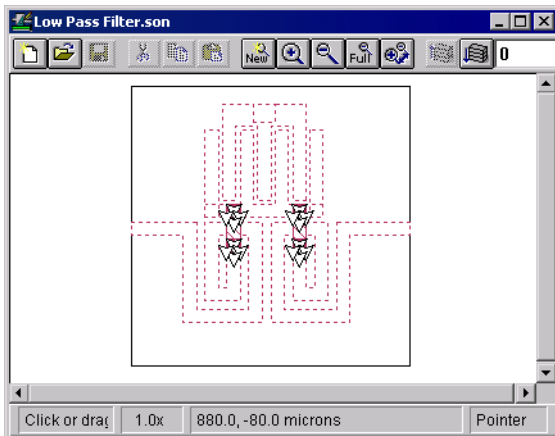 Low Pass Filter.son
New Full 0
Click or drag 1.0x 880.0, -80.0 microns Pointer